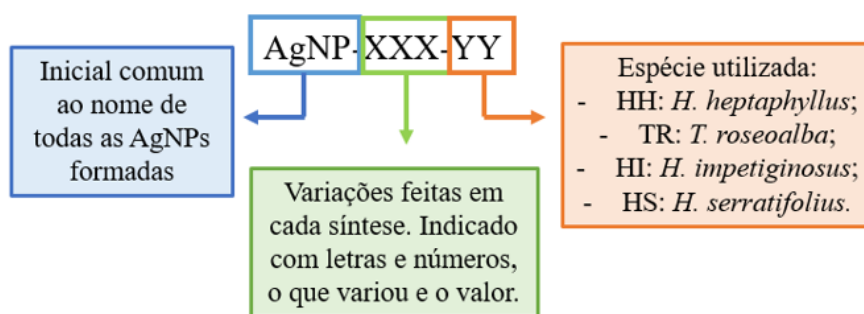 AgNP-XXX-YY
Inicial comum
ao nome de
todas as AgNPs
formadas
Variações feitas em
cada síntese. Indicado
com letras e números,
o que variou e o valor.
Espécie utilizada:
- HH: H. heptaphyllus;
- TR: T. roseoalba;
- HI: H. impetiginosus;
- HS: H. serratifolius.